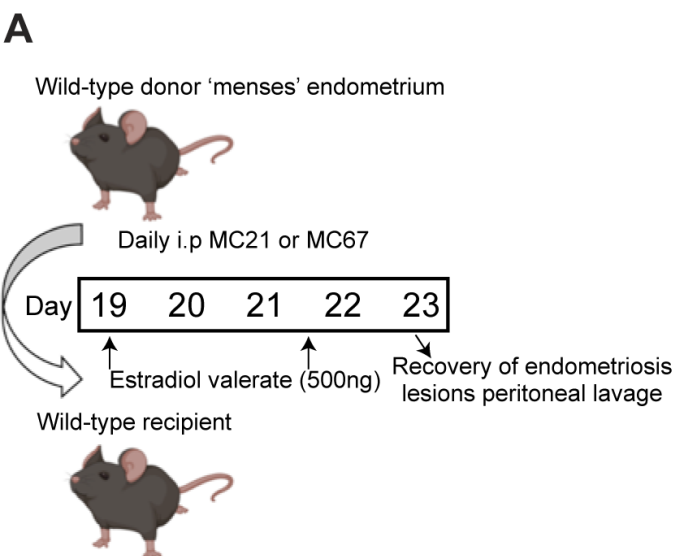 A
Wild-type donor ‘menses’ endometrium
Daily i.p MC21 or MC67
Day 19 20 21 22 23
Estradiol valerate (500ng)
Recovery of endometriosis
lesions peritoneal lavage
Wild-type recipient